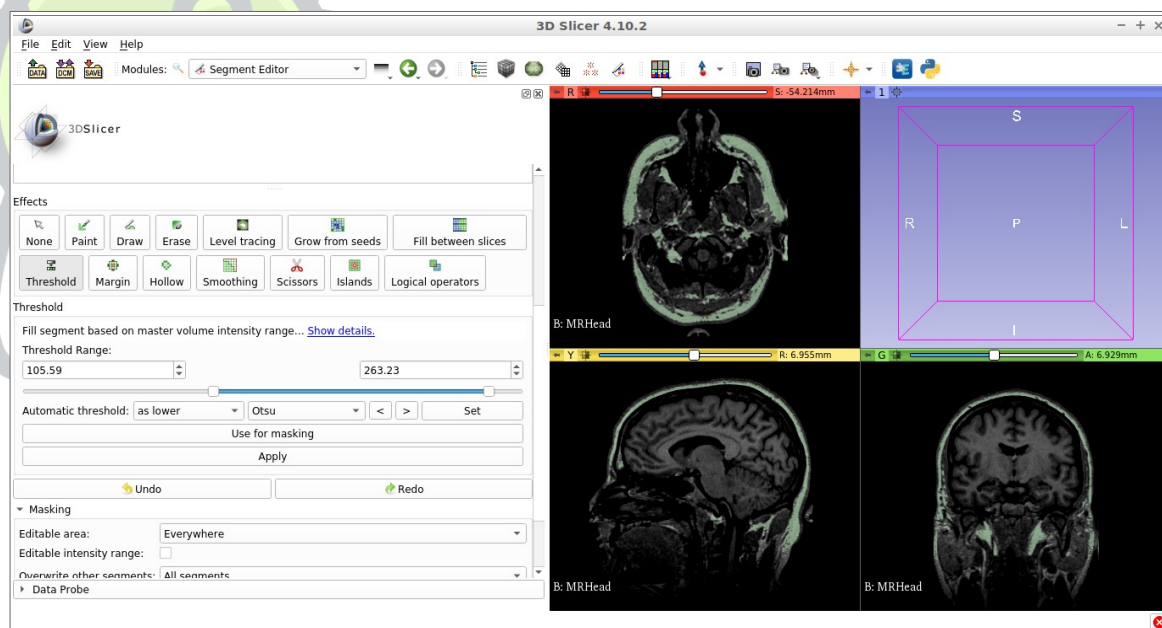 3D Slicer 4.10.2
File Edit View Help
DATA DCM SAVE Modules: Segment Editor
R S: -54.214mm
1
3DSlicer
S
R P L
I
B: MRHead
Effects
None Paint Draw Erase Level tracing Grow from seeds Fill between slices
Threshold Margin Hollow Smoothing Scissors Islands Logical operators
Threshold
Fill segment based on master volume intensity range... Show details.
Threshold Range:
105.59 263.23
Automatic threshold: as lower Otsu < > Set
Use for masking
Apply
Undo Redo
Masking
Editable area: Everywhere
Editable intensity range:
Overwrite other segments: All segments
Data Probe
Y R: 6.955mm
B: MRHead
G A: 6.929mm
B: MRHead